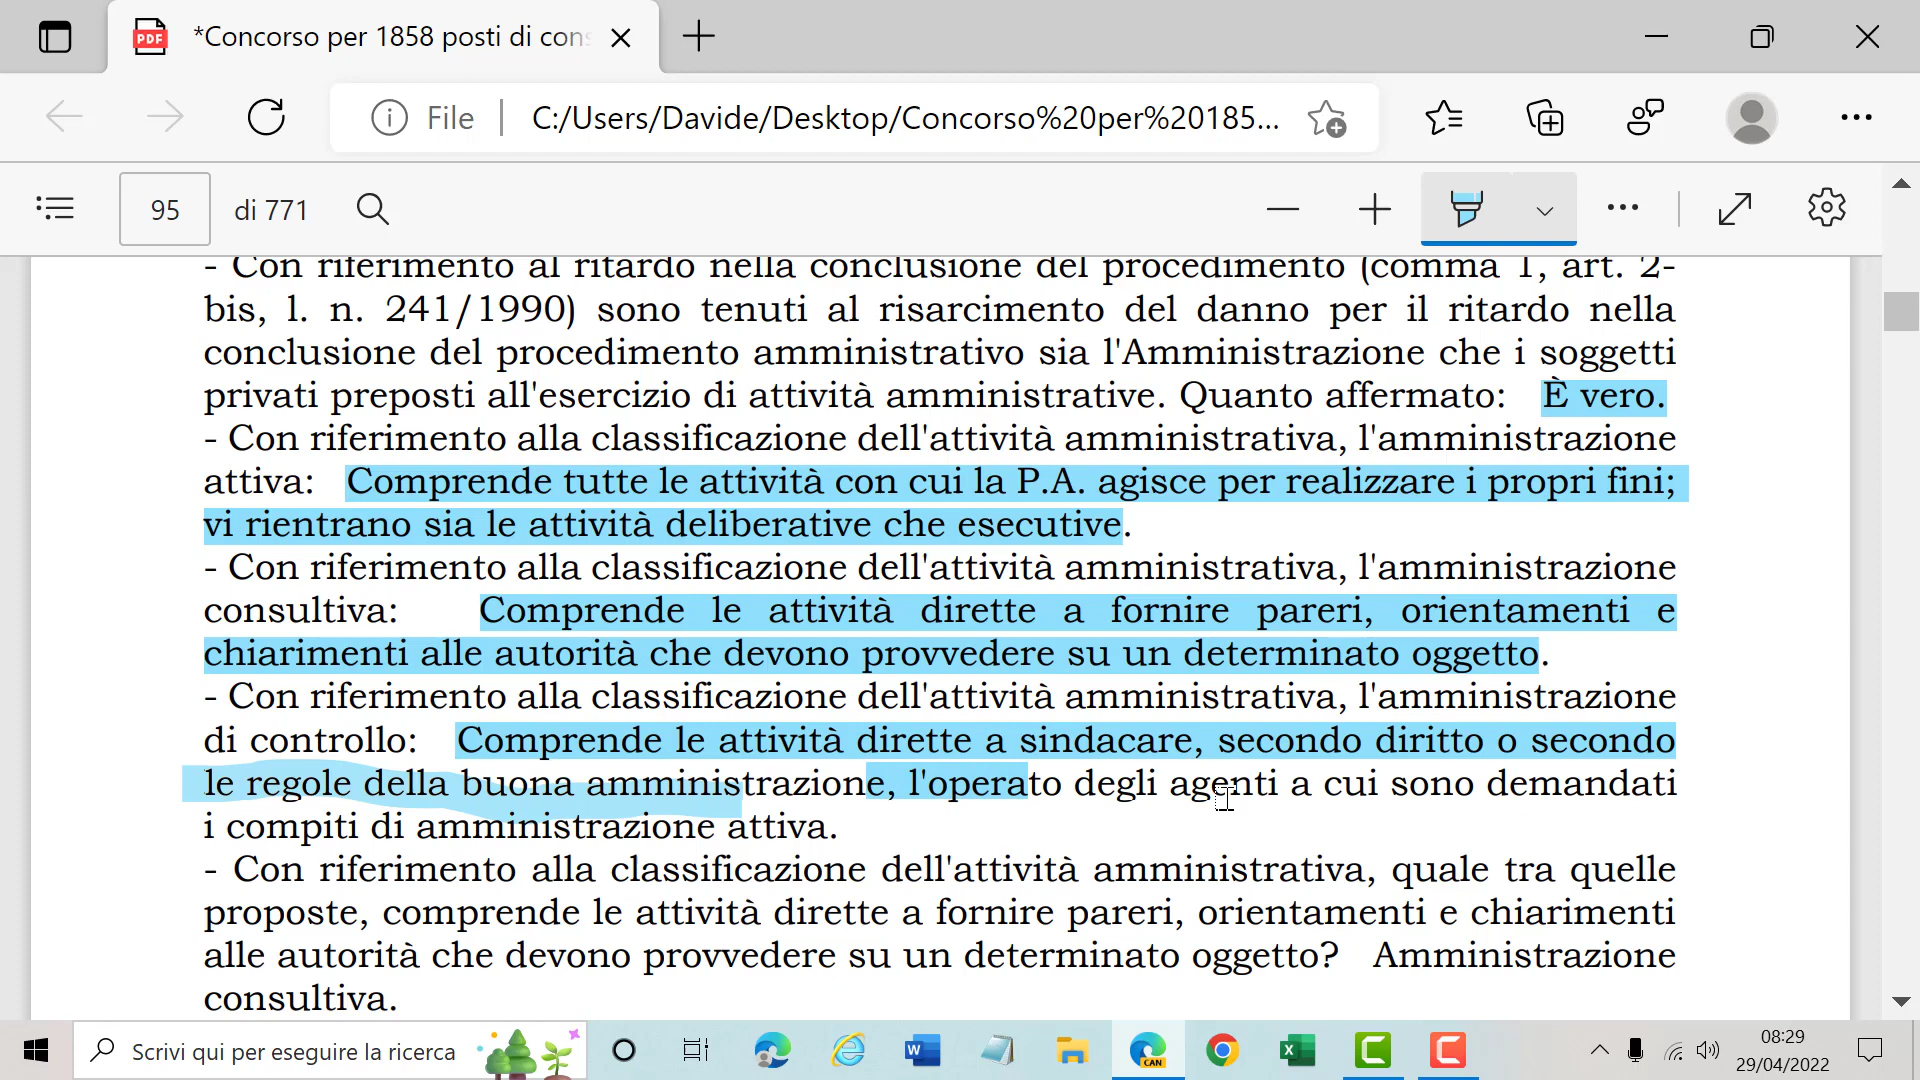 *Concorso per 1858 posti di con
File
C:/Users/Davide/Desktop/Concorso%20per%20185...
95 di 771
- Con riferimento al ritardo nella conclusione del procedimento (comma 1, art. 2-
bis, l. n. 241/1990) sono tenuti al risarcimento del danno per il ritardo nella
conclusione del procedimento amministrativo sia l'Amministrazione che i soggetti
privati preposti all'esercizio di attività amministrative. Quanto affermato: È vero.
- Con riferimento alla classificazione dell'attività amministrativa, l'amministrazione
attiva: Comprende tutte le attività con cui la P.A. agisce per realizzare i propri fini;
vi rientrano sia le attività deliberative che esecutive.
- Con riferimento alla classificazione dell'attività amministrativa, l'amministrazione
consultiva: Comprende le attività dirette a fornire pareri, orientamenti e
chiarimenti alle autorità che devono provvedere su un determinato oggetto.
- Con riferimento alla classificazione dell'attività amministrativa, l'amministrazione
di controllo: Comprende le attività dirette a sindacare, secondo diritto o secondo
le regole della buona amministrazione, l'operato degli agenti a cui sono demandati
i compiti di amministrazione attiva.
- Con riferimento alla classificazione dell'attività amministrativa, quale tra quelle
proposte, comprende le attività dirette a fornire pareri, orientamenti e chiarimenti
alle autorità che devono provvedere su un determinato oggetto? Amministrazione
consultiva.
Scrivi qui per eseguire la ricerca
CAN
08:29
29/04/2022